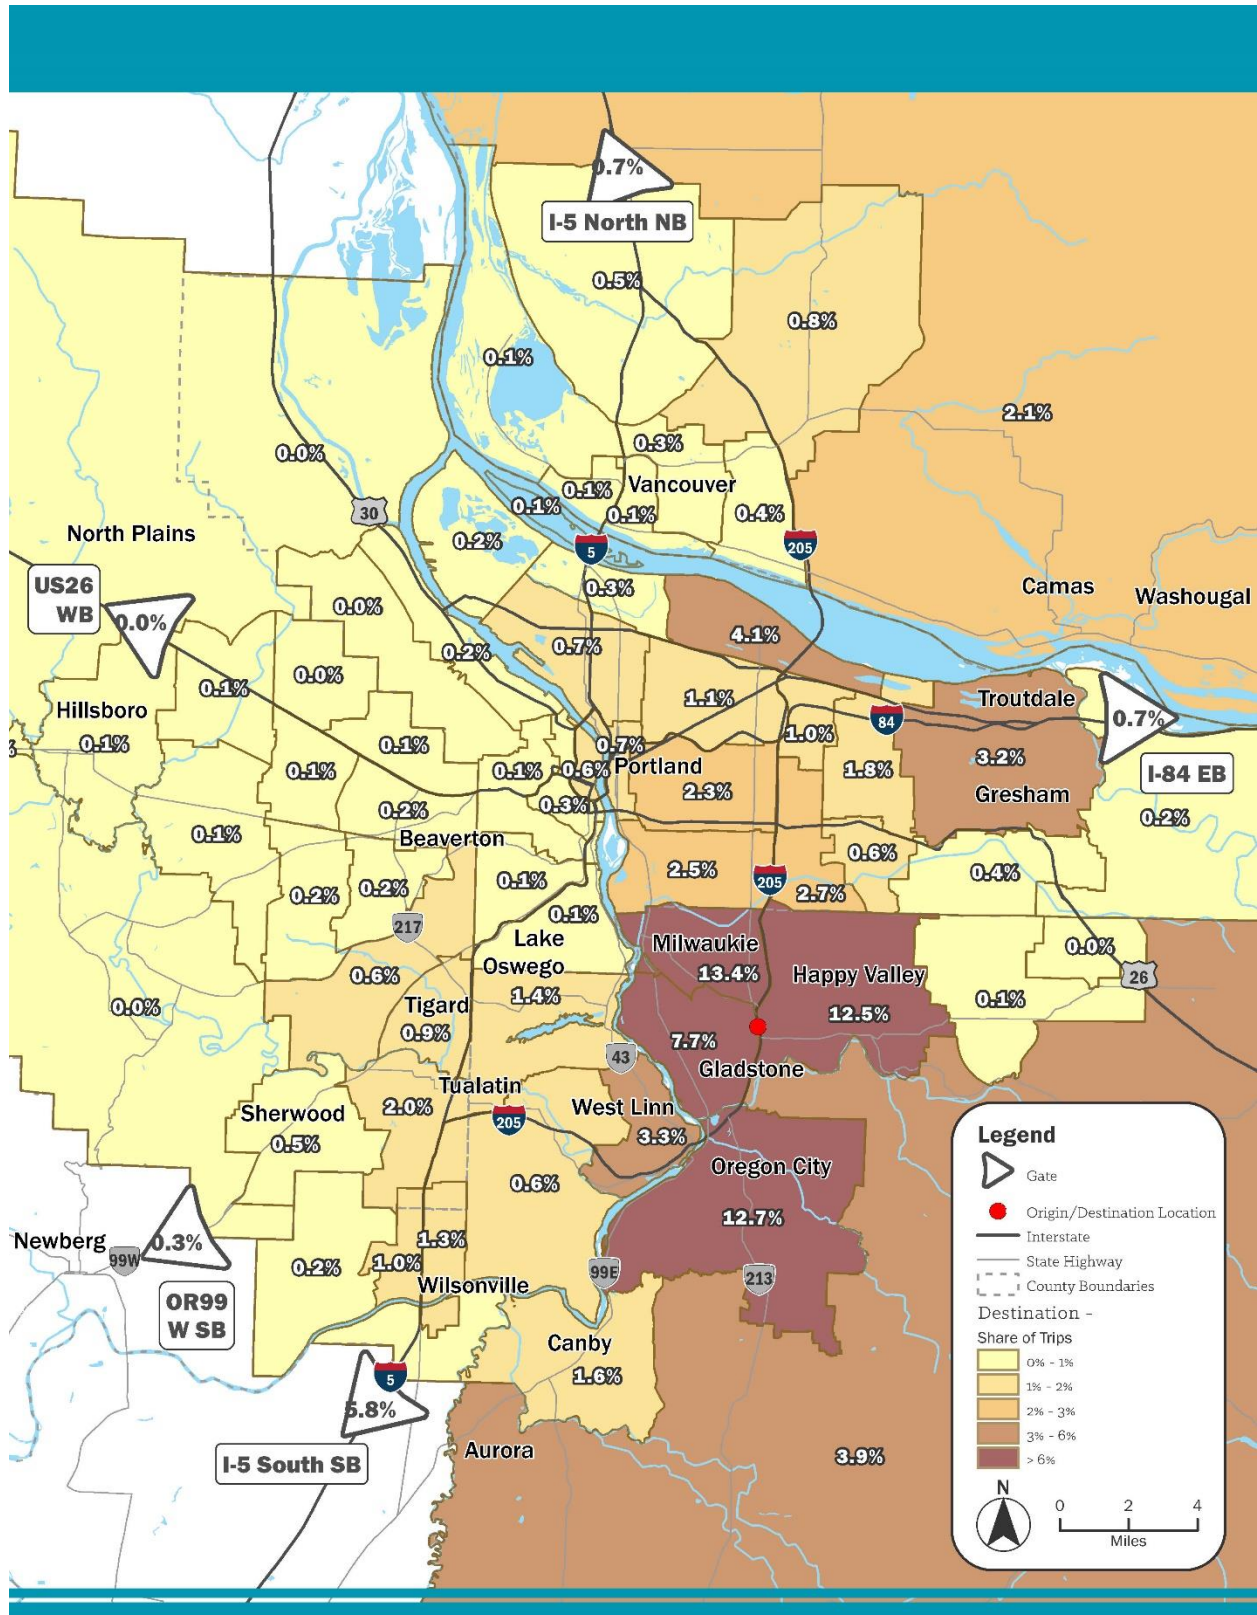 0.7%
I-5 North NB
0.5%
0.8%
0.1%
2.1%
0.3%
0.0%
Vancouver
0.1%
0.1%
0.1%
0.4%
30
North Plains
0.2%
5
205
US26
WB
0.0%
0.3%
Camas
Washougal
0.0%
4.1%
0.2%
0.7%
0.0%
0.1%
1.1%
Troutdale
Hillsboro
0.7%
84
1.0%
0.1%
0.1%
0.7%
3.2%
0.1%
0.1%
0.6%
Portland
1.8%
I-84 EB
2.3%
Gresham
0.2%
0.3%
0.2%
0.1%
Beaverton
0.6%
2.5%
0.4%
0.1%
205
0.2%
0.2%
2.7%
0.1%
217
Lake
Oswego
Milwaukie
13.4%
Happy Valley
12.5%
0.0%
26
0.6%
1.4%
0.1%
0.0%
Tigard
0.9%
7.7%
43
Gladstone
Tualatin
2.0%
205
West Linn
3.3%
Sherwood
0.5%
Oregon City
12.7%
0.6%
Newberg
99W
0.3%
1.3%
1.0%
0.2%
Wilsonville
99E
213
OR99
W SB
Canby
1.6%
5
5.8%
I-5 South SB
Aurora
3.9%
Legend
Gate
Origin/Destination Location
Interstate
State Highway
County Boundaries
Destination -
Share of Trips
0% - 1%
1% - 2%
2% - 3%
3% - 6%
> 6%
N
0 2 4
Miles